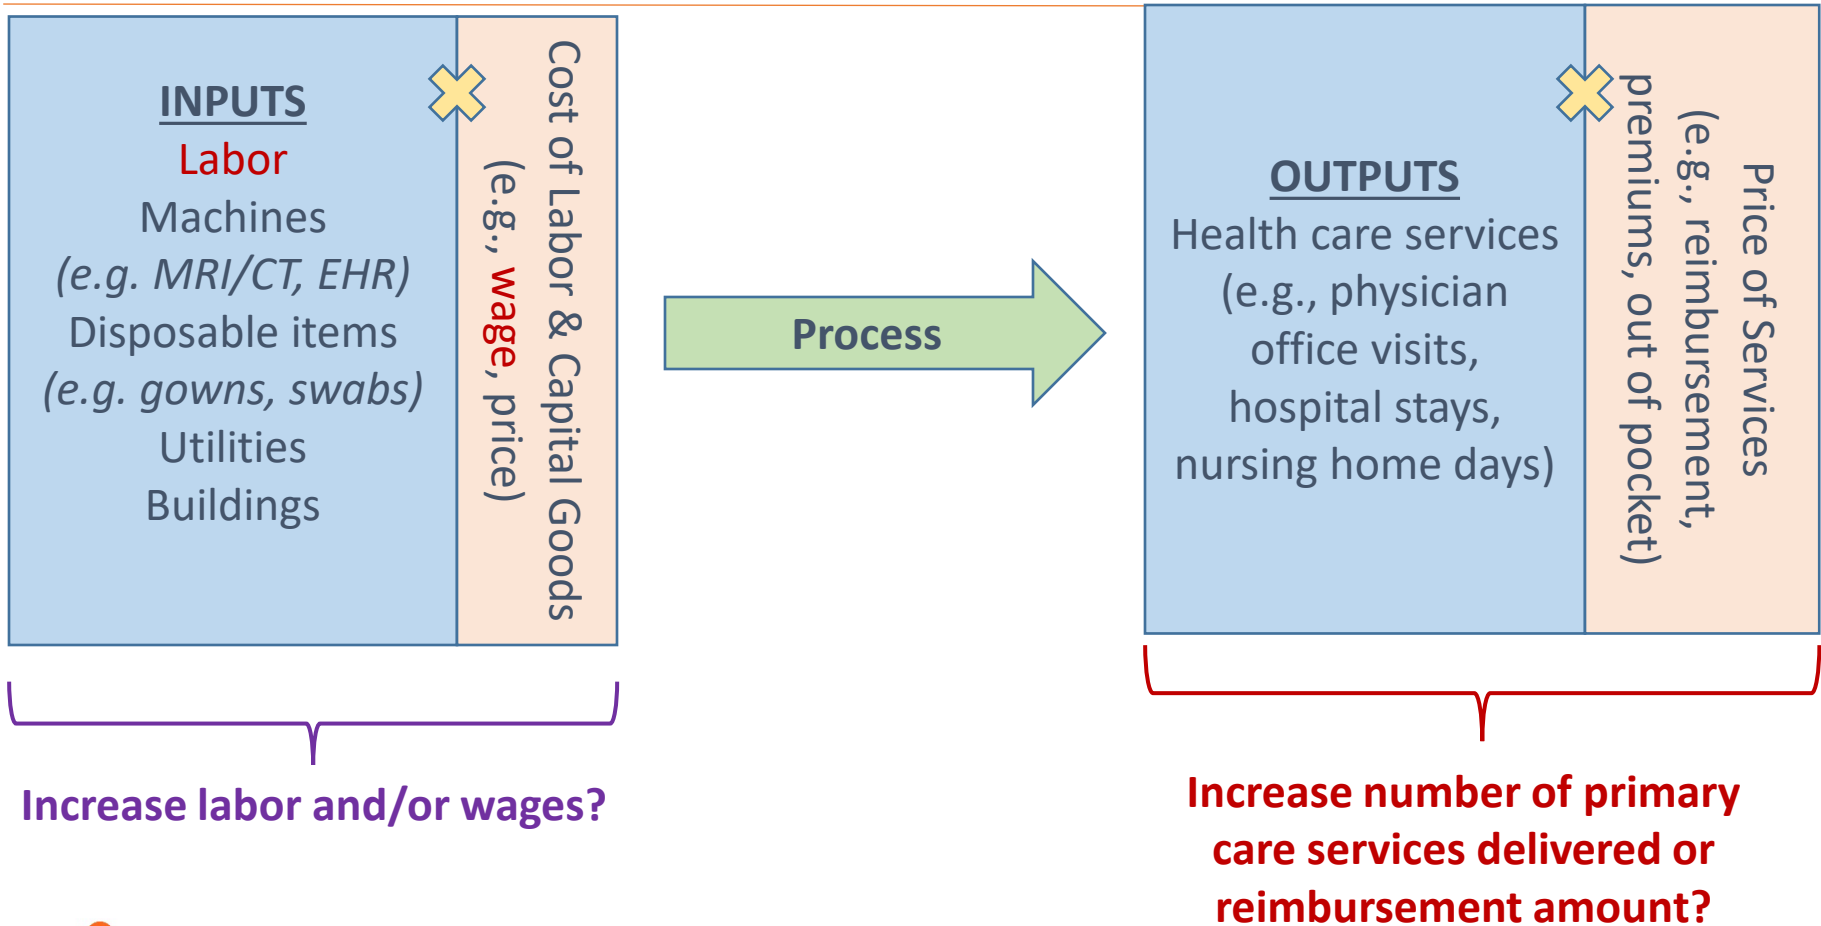 INPUTS
Labor
Machines
(e.g. MRI/CT, EHR)
Disposable items
(e.g. gowns, swabs)
Utilities
Buildings
Cost of Labor & Capital Goods
(e.g., wage, price)
Process
OUTPUTS
Health care services
(e.g., physician
office visits,
hospital stays,
nursing home days)
Price of Services
(e.g., reimbursement,
premiums, out of pocket)
Increase labor and/or wages?
Increase number of primary
care services delivered or
reimbursement amount?